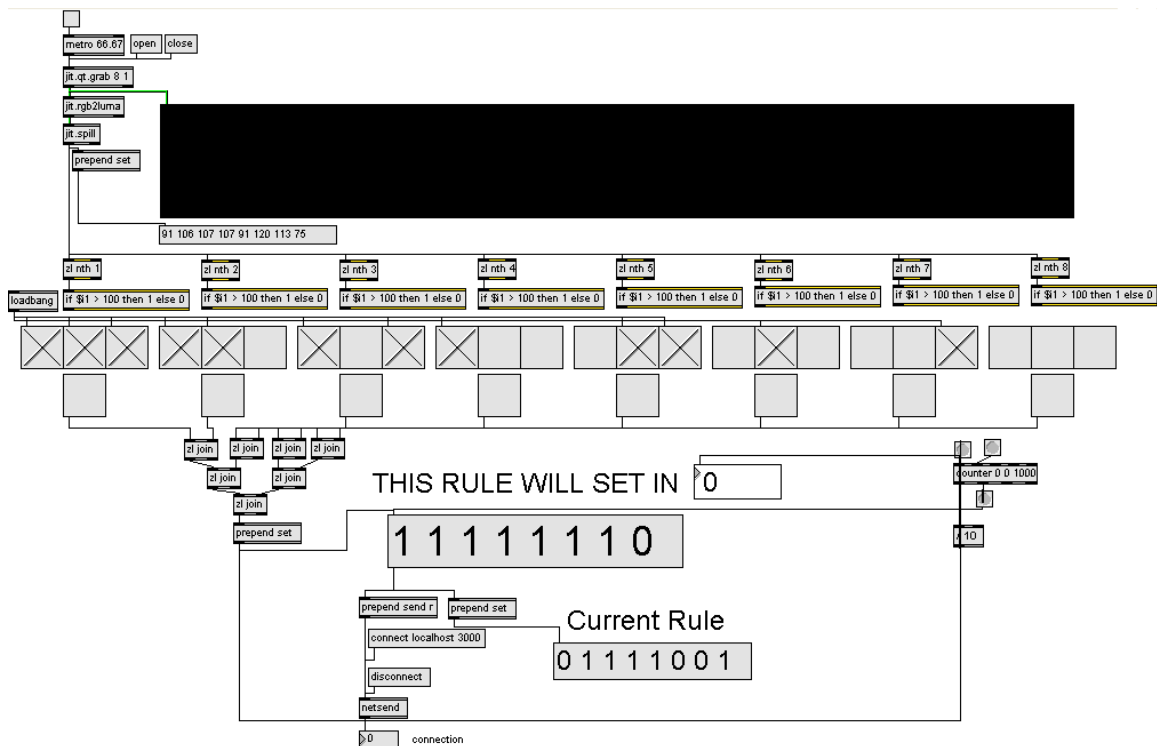 metro 66.67 open close
jit.qt.grab 8 1
jit.rgb2luma
jit.spill
prepend set
91 106 107 107 91 120 113 75
zl nth 1 zl nth 2 zl nth 3 zl nth 4 zl nth 5 zl nth 6 zl nth 7 zl nth 8
loadbang if $i1 > 100 then 1 else 0 if $i1 > 100 then 1 else 0 if $i1 > 100 then 1 else 0 if $i1 > 100 then 1 else 0 if $i1 > 100 then 1 else 0 if $i1 > 100 then 1 else 0 if $i1 > 100 then 1 else 0 if $i1 > 100 then 1 else 0
zl join zl join zl join zl join
zl join zl join
zl join
prepend set
THIS RULE WILL SET IN 0
counter 0 0 1000
/ 10
1 1 1 1 1 1 1 0
prepend send r prepend set
connect localhost 3000
disconnect
netsend
0 connection
Current Rule
0 1 1 1 1 0 0 1